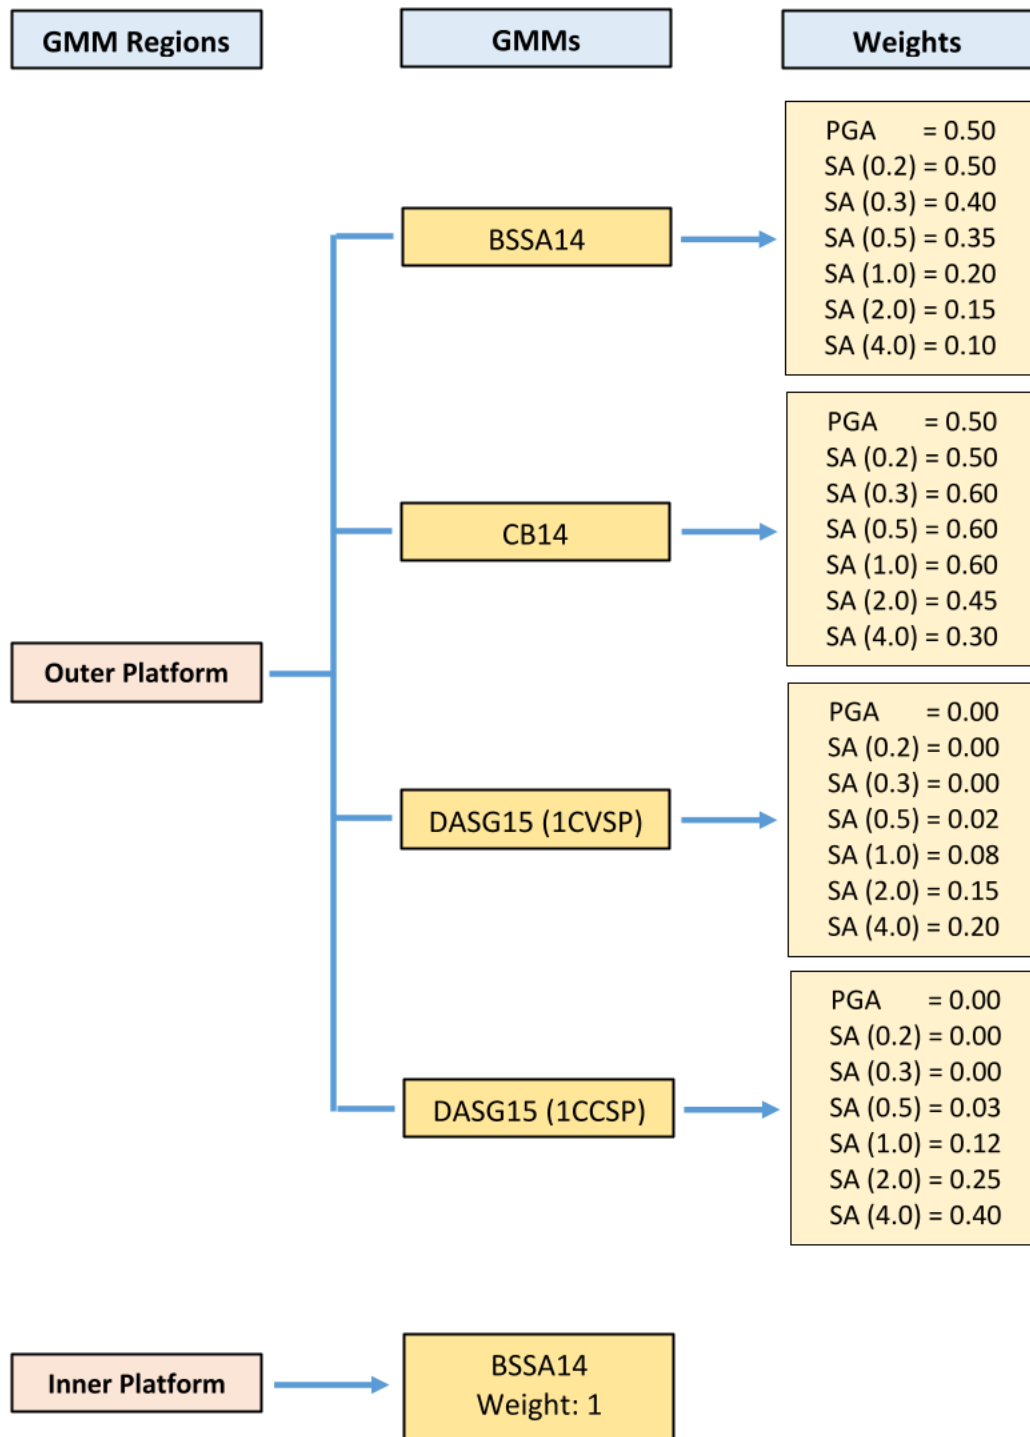 GMM Regions
GMMs
Weights
BSSA14
PGA = 0.50
SA (0.2) = 0.50
SA (0.3) = 0.40
SA (0.5) = 0.35
SA (1.0) = 0.20
SA (2.0) = 0.15
SA (4.0) = 0.10
CB14
PGA = 0.50
SA (0.2) = 0.50
SA (0.3) = 0.60
SA (0.5) = 0.60
SA (1.0) = 0.60
SA (2.0) = 0.45
SA (4.0) = 0.30
Outer Platform
DASG15 (1CVSP)
PGA = 0.00
SA (0.2) = 0.00
SA (0.3) = 0.00
SA (0.5) = 0.02
SA (1.0) = 0.08
SA (2.0) = 0.15
SA (4.0) = 0.20
DASG15 (1CCSP)
PGA = 0.00
SA (0.2) = 0.00
SA (0.3) = 0.00
SA (0.5) = 0.03
SA (1.0) = 0.12
SA (2.0) = 0.25
SA (4.0) = 0.40
Inner Platform
BSSA14
Weight: 1